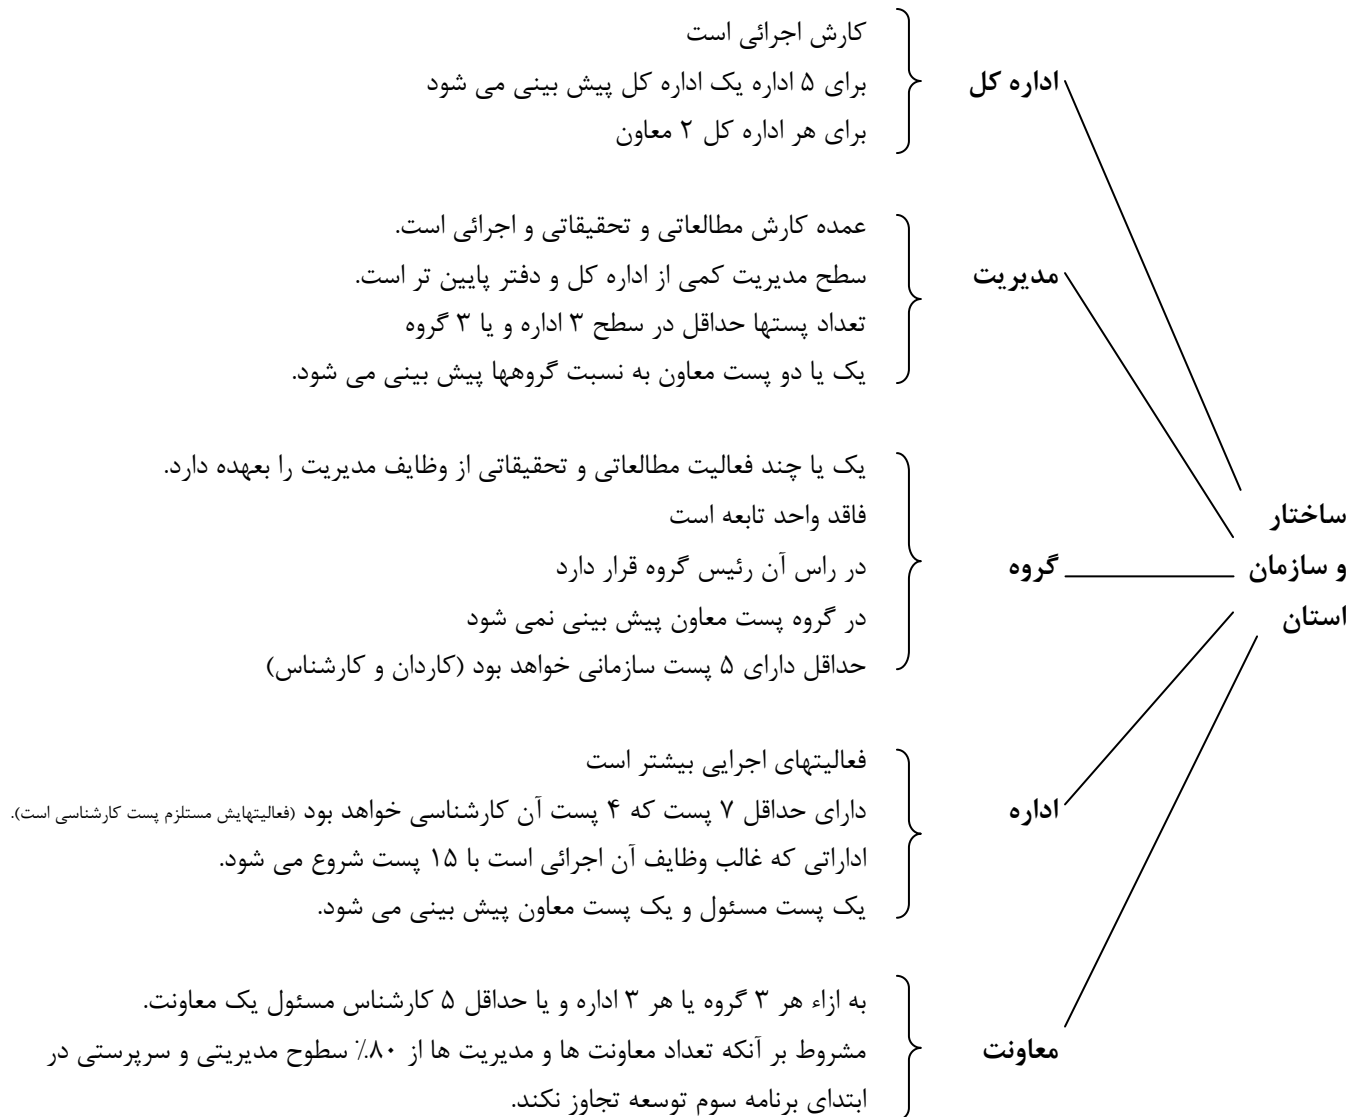 ساختار
و سازمان
استان
اداره کل
کارش اجرائی است
برای ۵ اداره یک اداره کل پیش بینی می شود
برای هر اداره کل ۲ معاون
مدیریت
عمده کارش مطالعاتی و تحقیقاتی و اجرائی است.
سطح مدیریت کمی از اداره کل و دفتر پایین تر است.
تعداد پستها حداقل در سطح ۳ اداره و یا ۳ گروه
یک یا دو پست معاون به نسبت گروهها پیش بینی می شود.
گروه
یک یا چند فعالیت مطالعاتی و تحقیقاتی از وظایف مدیریت را بعهده دارد.
فاقد واحد تابعه است
در راس آن رئیس گروه قرار دارد
در گروه پست معاون پیش بینی نمی شود
حداقل دارای ۵ پست سازمانی خواهد بود (کاردان و کارشناس)
اداره
فعالیتهای اجرایی بیشتر است
دارای حداقل ۷ پست که ۴ پست آن کارشناسی خواهد بود (فعالیتهایش مستلزم پست کارشناسی است).
اداراتی که غالب وظایف آن اجرائی است با ۱۵ پست شروع می شود.
یک پست مسئول و یک پست معاون پیش بینی می شود.
معاونت
به ازاء هر ۳ گروه یا هر ۳ اداره و یا حداقل ۵ کارشناس مسئول یک معاونت.
مشروط بر آنکه تعداد معاونت ها و مدیریت ها از ۸۰٪ سطوح مدیریتی و سرپرستی در
ابتدای برنامه سوم توسعه تجاوز نکند.